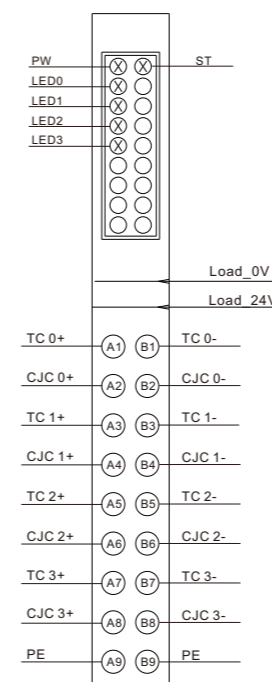 PW ST
LED0
LED1
LED2
LED3
Load_0V
Load_24V
TC 0+ A1 B1 TC 0-
CJC 0+ A2 B2 CJC 0-
TC 1+ A3 B3 TC 1-
CJC 1+ A4 B4 CJC 1-
TC 2+ A5 B5 TC 2-
CJC 2+ A6 B6 CJC 2-
TC 3+ A7 B7 TC 3-
CJC 3+ A8 B8 CJC 3-
PE A9 B9 PE